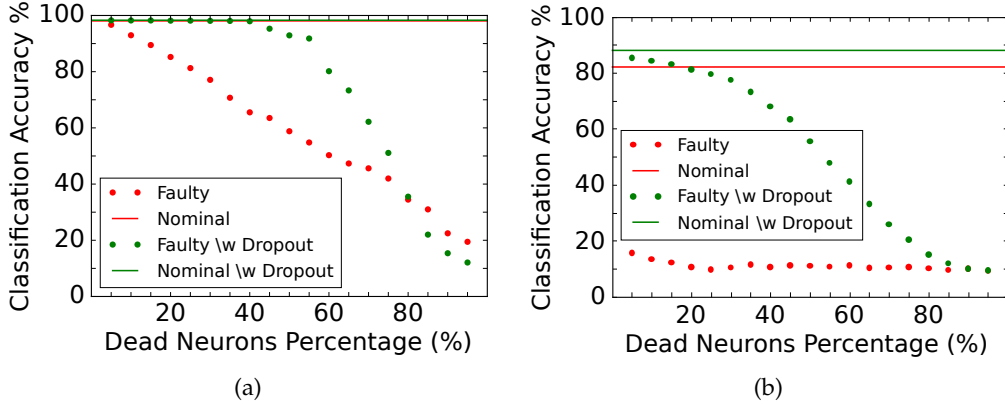 100
80
60
40
20
0
Classification Accuracy %
Faulty
Nominal
Faulty \w Dropout
Nominal \w Dropout
20 40 60 80
Dead Neurons Percentage (%)
(a)
100
80
60
40
20
0
Classification Accuracy %
Faulty
Nominal
Faulty \w Dropout
Nominal \w Dropout
20 40 60 80
Dead Neurons Percentage (%)
(b)